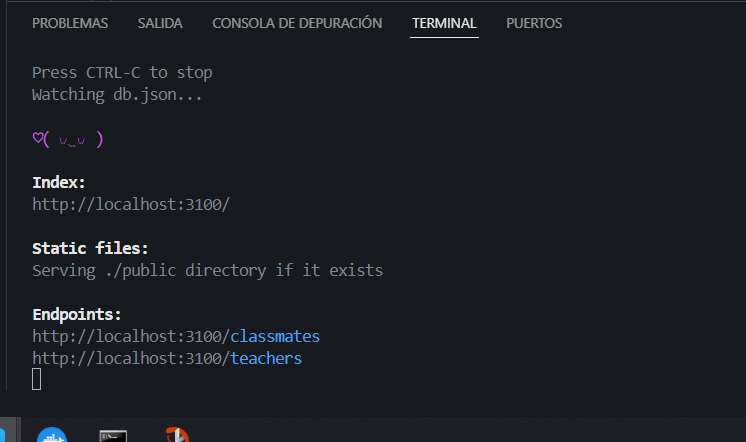 PROBLEMAS SALIDA CONSOLA DE DEPURACIÓN TERMINAL PUERTOS
Press CTRL-C to stop
Watching db.json...
♡( ◡‿◡ )
Index:
http://localhost:3100/
Static files:
Serving ./public directory if it exists
Endpoints:
http://localhost:3100/classmates
http://localhost:3100/teachers